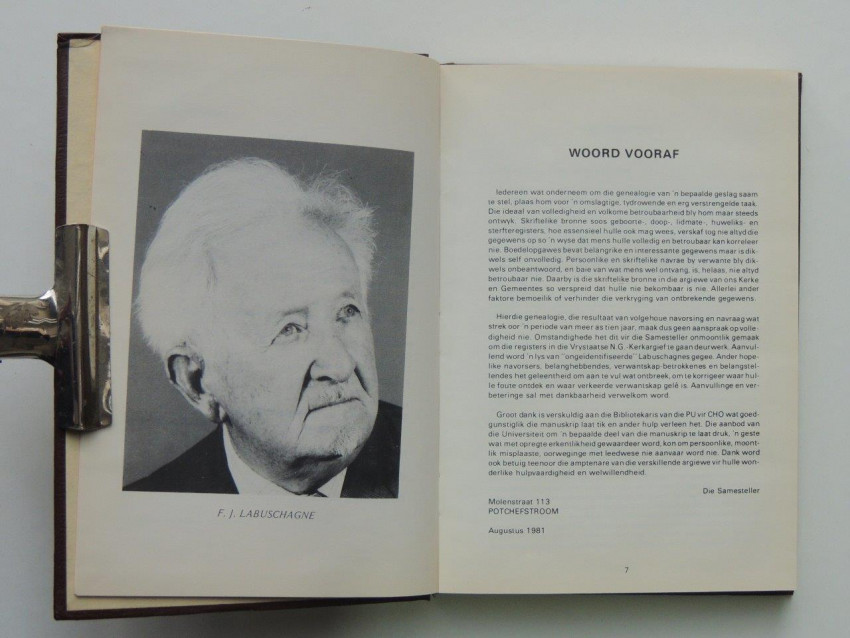 F. J. LABUSCHAGNE
WOORD VOORAF
Iedereen wat onderneem om die genealogie van 'n bepaalde geslag saam
te stel, plaas hom voor 'n omslagtige, tydrowende en erg verstrengelde taak.
Die ideaal van volledigheid en volkome betroubaarheid bly hom maar steeds
ontwyk. Skriftelike bronne soos geboorte-, doop-, lidmate-, huweliks- en
sterfteregisters, hoe essensieel hulle ook mag wees, verskaf tog nie altyd die
gegewens op so 'n wyse dat mens hulle volledig en betroubaar kan korreleer
nie. Boedelopgawes bevat belangrike en interessante gegewens maar is dik-
wels self onvolledig. Persoonlike en skriftelike navrae by verwante bly dik-
wels onbeantwoord, en baie van wat mens wel ontvang, is, helaas, nie altyd
betroubaar nie. Daarby is die skriftelike bronne in die argiewe van ons Kerke
en Gemeentes so verspreid dat hulle nie bekombaar is nie. Allerlei ander
faktore bemoeilik of verhinder die verkryging van ontbrekende gegewens.
Hierdie genealogie, die resultaat van volgehoue navorsing en navraag wat
strek oor 'n periode van meer as tien jaar, maak dus geen aanspraak op volle-
digheid nie. Omstandighede het dit vir die Samesteller onmoontlik gemaak
om die registers in die Vrystaatse N.G.-Kerkargief te gaan deurwerk. Aanvul-
lend word 'n lys van "ongeidentifiseerde" Labuschagnes gegee. Ander hope-
like navorsers, belanghebbendes, verwantskap betrokkenes en belangstel-
lendes het geleentheid om aan te vul wat ontbreek, om te korrigeer waar hul-
le foute ontdek en waar verkeerde verwantskap gelê is. Aanvullinge en ver-
beteringe sal met dankbaarheid verwelkom word.
Groot dank is verskuldig aan die Bibliotekaris van die PU vir CHO wat goed-
gunstiglik die manuskrip laat tik en ander hulp verleen het. Die aanbod van
die Universiteit om 'n bepaalde deel van die manuskrip te laat druk, 'n geste
wat met opregte erkentlikheid gewaardeer word, kon om persoonlike, moont-
lik misplaaste, oorweginge met leedwese nie aanvaar word nie. Dank word
ook betuig teenoor die amptenare van die verskillende argiewe vir hulle won-
derlike hulpvaardigheid en welwillendheid.
Die Samesteller
Molenstraat 113
POTCHEFSTROOM
Augustus 1981
7